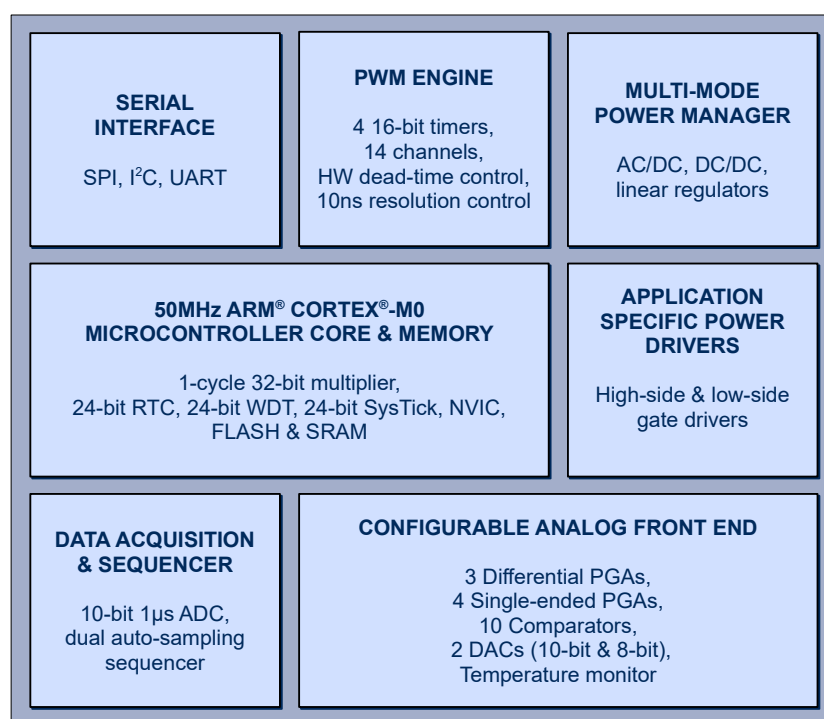 SERIAL
INTERFACE
SPI, I²C, UART
PWM ENGINE
4 16-bit timers,
14 channels,
HW dead-time control,
10ns resolution control
MULTI-MODE
POWER MANAGER
AC/DC, DC/DC,
linear regulators
50MHz ARM® CORTEX®-M0
MICROCONTROLLER CORE & MEMORY
1-cycle 32-bit multiplier,
24-bit RTC, 24-bit WDT, 24-bit SysTick, NVIC,
FLASH & SRAM
APPLICATION
SPECIFIC POWER
DRIVERS
High-side & low-side
gate drivers
DATA ACQUISITION
& SEQUENCER
10-bit 1μs ADC,
dual auto-sampling
sequencer
CONFIGURABLE ANALOG FRONT END
3 Differential PGAs,
4 Single-ended PGAs,
10 Comparators,
2 DACs (10-bit & 8-bit),
Temperature monitor